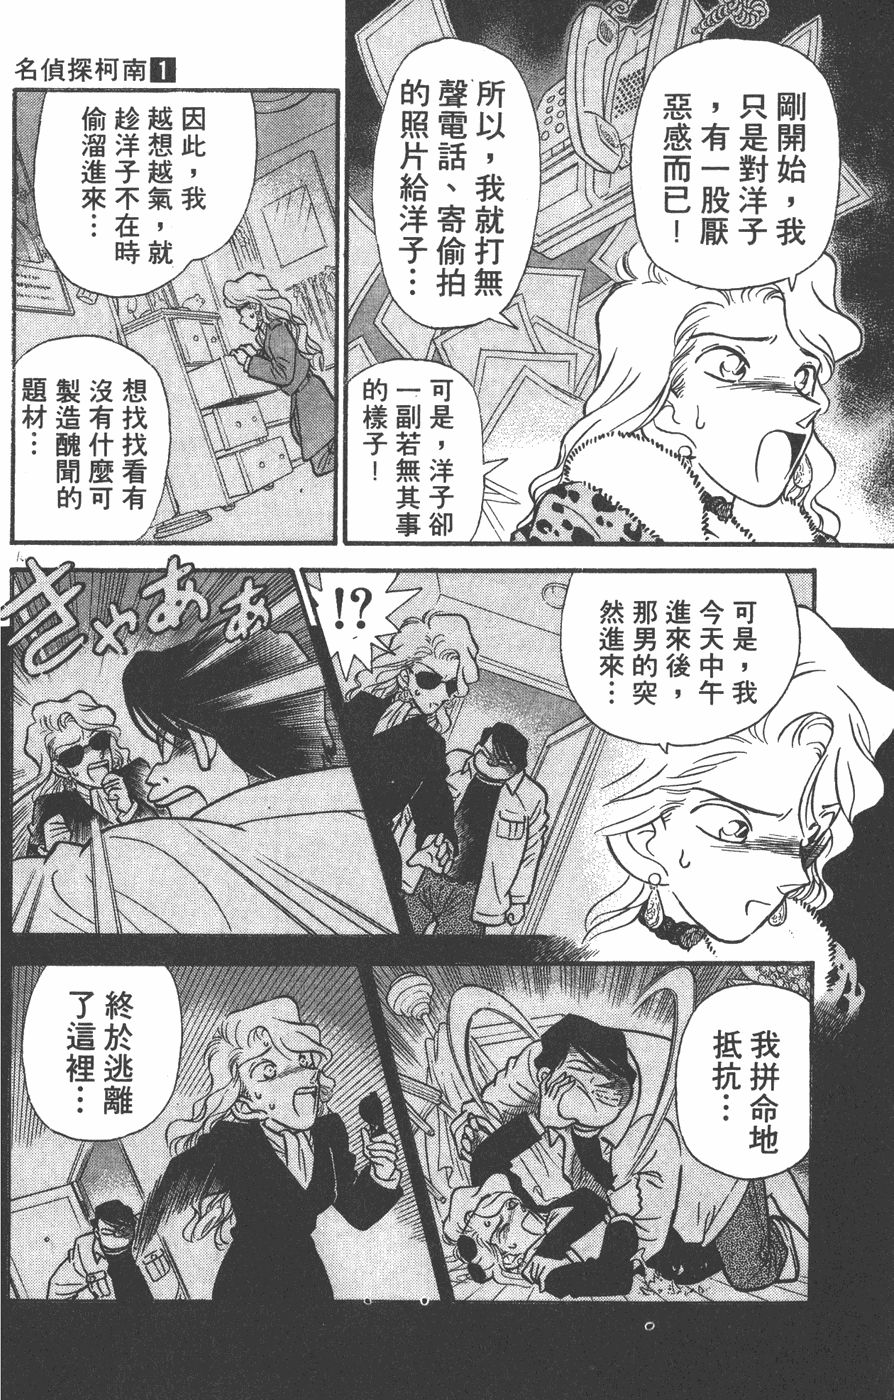 名偵探柯南1
剛開始，我
只是對洋子
，有一股厭
惡感而已！
所以，我就打無
聲電話、寄偷拍
的照片給洋子…
可是，洋子卻
一副若無其事
的樣子！
因此，我
越想越氣，就
趁洋子不在時
偷溜進來…
想找找看有
沒有什麼可
製造醜聞的
題材…
可是，我
今天中午
進來後，
那男的突
然進來…
!?
きゃあぁぁ
我拼命地
抵抗…
終於逃離
了這裡…